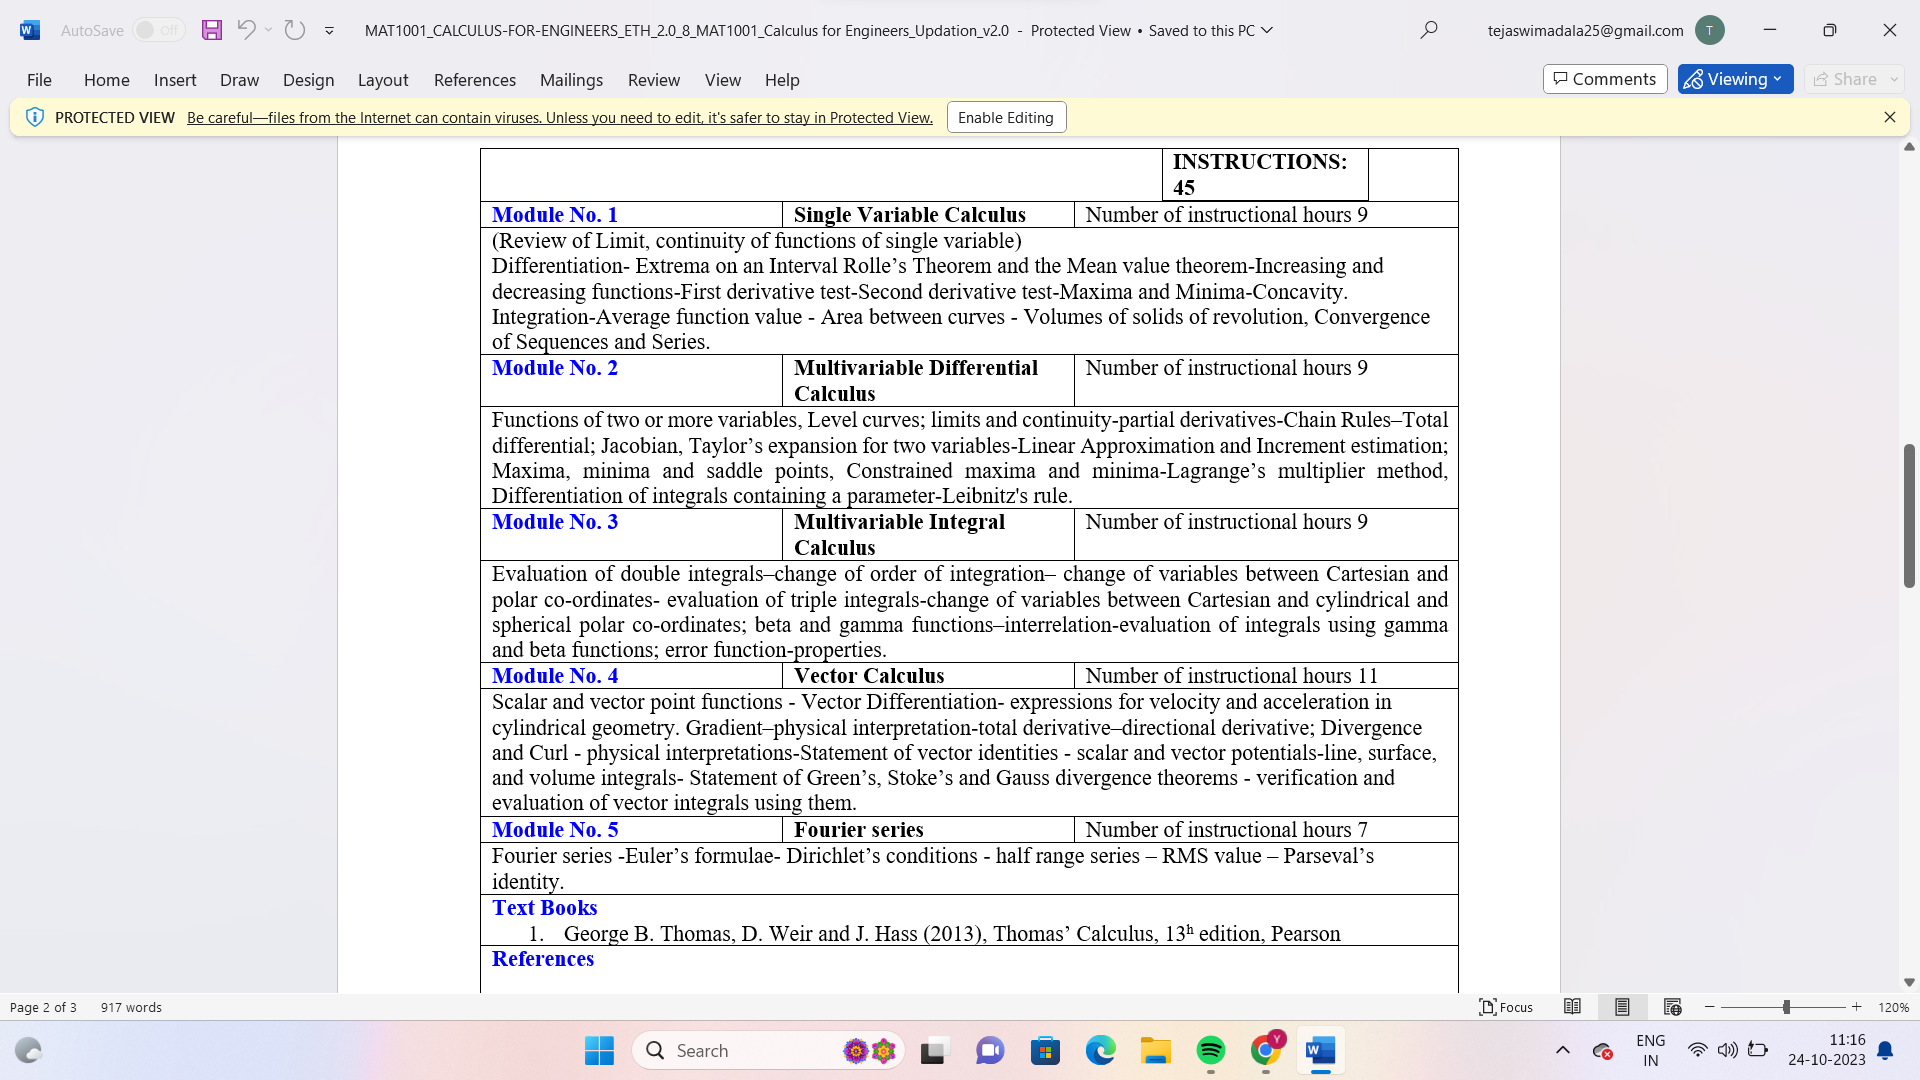 AutoSave Off MAT1001_CALCULUS-FOR-ENGINEERS_ETH_2.0_8_MAT1001_Calculus for Engineers_Updation_v2.0 - Protected View • Saved to this PC tejaswimadala25@gmail.com T
File Home Insert Draw Design Layout References Mailings Review View Help Comments Viewing Share
PROTECTED VIEW Be careful—files from the Internet can contain viruses. Unless you need to edit, it's safer to stay in Protected View. Enable Editing
INSTRUCTIONS:
45
Module No. 1 Single Variable Calculus Number of instructional hours 9
(Review of Limit, continuity of functions of single variable)
Differentiation- Extrema on an Interval Rolle’s Theorem and the Mean value theorem-Increasing and
decreasing functions-First derivative test-Second derivative test-Maxima and Minima-Concavity.
Integration-Average function value - Area between curves - Volumes of solids of revolution, Convergence
of Sequences and Series.
Module No. 2 Multivariable Differential Number of instructional hours 9
Calculus
Functions of two or more variables, Level curves; limits and continuity-partial derivatives-Chain Rules–Total
differential; Jacobian, Taylor’s expansion for two variables-Linear Approximation and Increment estimation;
Maxima, minima and saddle points, Constrained maxima and minima-Lagrange’s multiplier method,
Differentiation of integrals containing a parameter-Leibnitz's rule.
Module No. 3 Multivariable Integral Number of instructional hours 9
Calculus
Evaluation of double integrals–change of order of integration– change of variables between Cartesian and
polar co-ordinates- evaluation of triple integrals-change of variables between Cartesian and cylindrical and
spherical polar co-ordinates; beta and gamma functions–interrelation-evaluation of integrals using gamma
and beta functions; error function-properties.
Module No. 4 Vector Calculus Number of instructional hours 11
Scalar and vector point functions - Vector Differentiation- expressions for velocity and acceleration in
cylindrical geometry. Gradient–physical interpretation-total derivative–directional derivative; Divergence
and Curl - physical interpretations-Statement of vector identities - scalar and vector potentials-line, surface,
and volume integrals- Statement of Green’s, Stoke’s and Gauss divergence theorems - verification and
evaluation of vector integrals using them.
Module No. 5 Fourier series Number of instructional hours 7
Fourier series -Euler’s formulae- Dirichlet’s conditions - half range series – RMS value – Parseval’s
identity.
Text Books
1. George B. Thomas, D. Weir and J. Hass (2013), Thomas’ Calculus, 13ʰ edition, Pearson
References
Page 2 of 3 917 words Focus 120%
Search Y W ENG 11:16
IN 24-10-2023